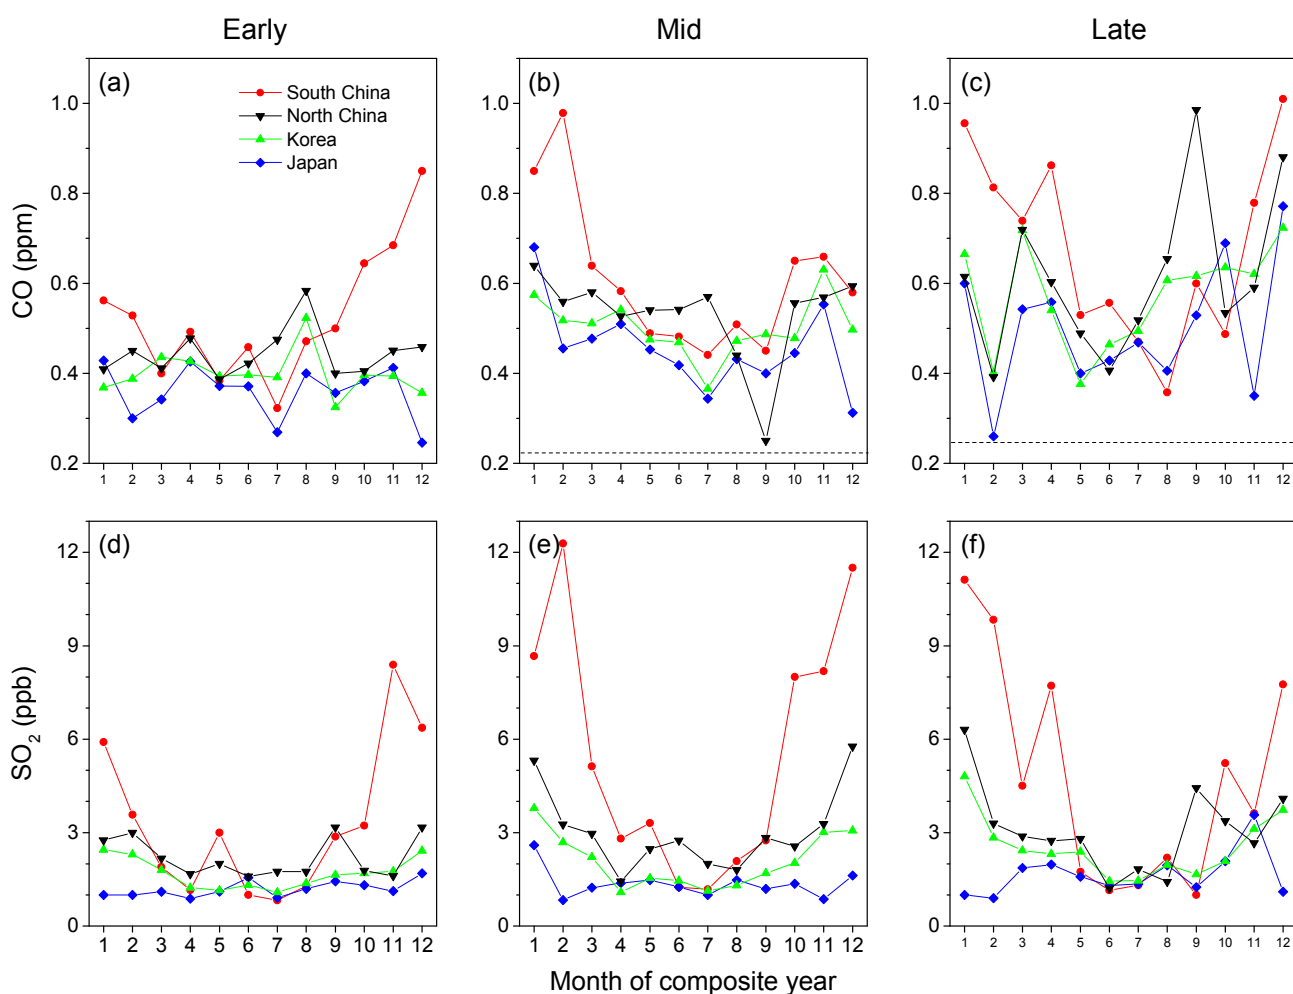 Early Mid Late
(a) (b) (c)
South China
North China
Korea
Japan
CO (ppm)
1.0 1.0 1.0
0.8 0.8 0.8
0.6 0.6 0.6
0.4 0.4 0.4
0.2 0.2 0.2
1 2 3 4 5 6 7 8 9 10 11 12 1 2 3 4 5 6 7 8 9 10 11 12 1 2 3 4 5 6 7 8 9 10 11 12
(d) (e) (f)
SO2 (ppb)
12 12 12
9 9 9
6 6 6
3 3 3
0 0 0
1 2 3 4 5 6 7 8 9 10 11 12 1 2 3 4 5 6 7 8 9 10 11 12 1 2 3 4 5 6 7 8 9 10 11 12
Month of composite year